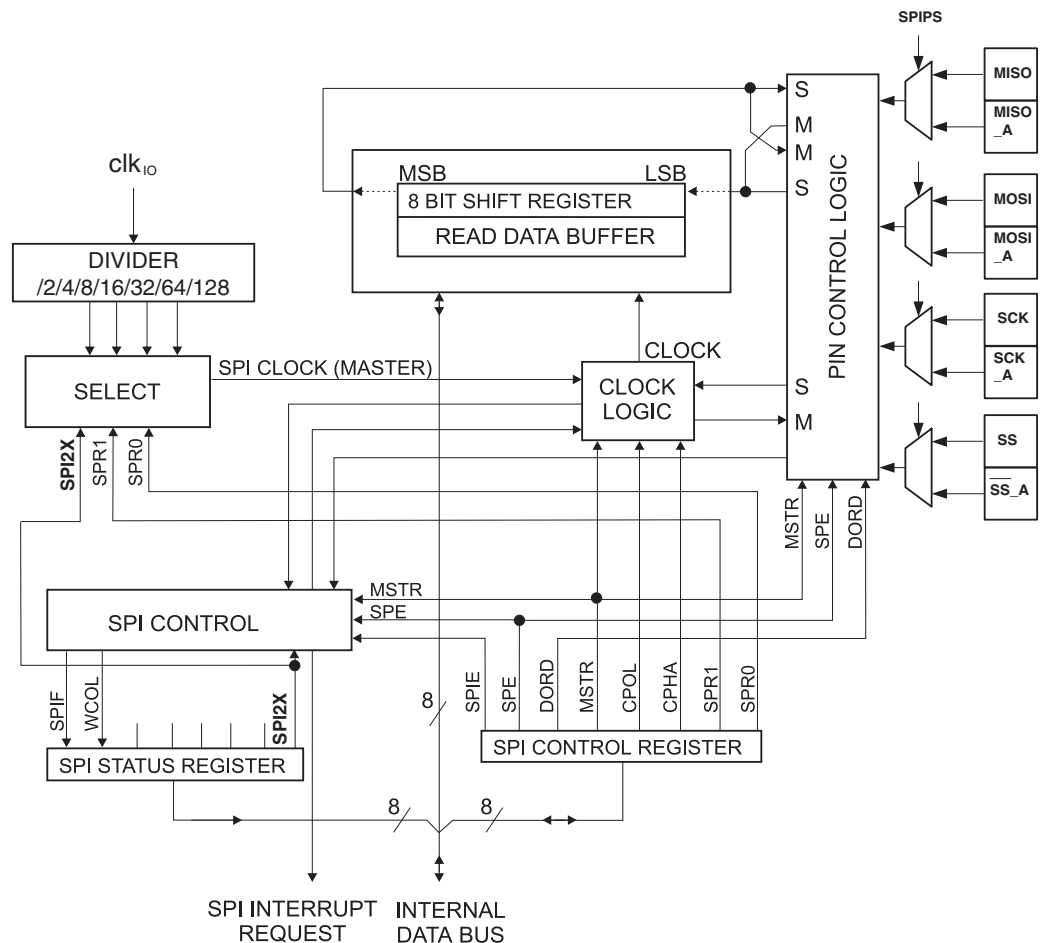 SPIPS
MISO
MISO
_A
MOSI
MOSI
_A
SCK
SCK
_A
SS
SS_A
S
M
M
S
S
M
PIN CONTROL LOGIC
MSB
LSB
8 BIT SHIFT REGISTER
READ DATA BUFFER
clkIO
DIVIDER
/2/4/8/16/32/64/128
SELECT
SPI CLOCK (MASTER)
CLOCK
CLOCK
LOGIC
SPI2X
SPR1
SPR0
MSTR
SPE
DORD
SPI CONTROL
MSTR
SPE
SPIF
WCOL
SPI2X
SPI STATUS REGISTER
8
SPIE
SPE
DORD
MSTR
CPOL
CPHA
SPR1
SPR0
SPI CONTROL REGISTER
8
8
SPI INTERRUPT
REQUEST
INTERNAL
DATA BUS